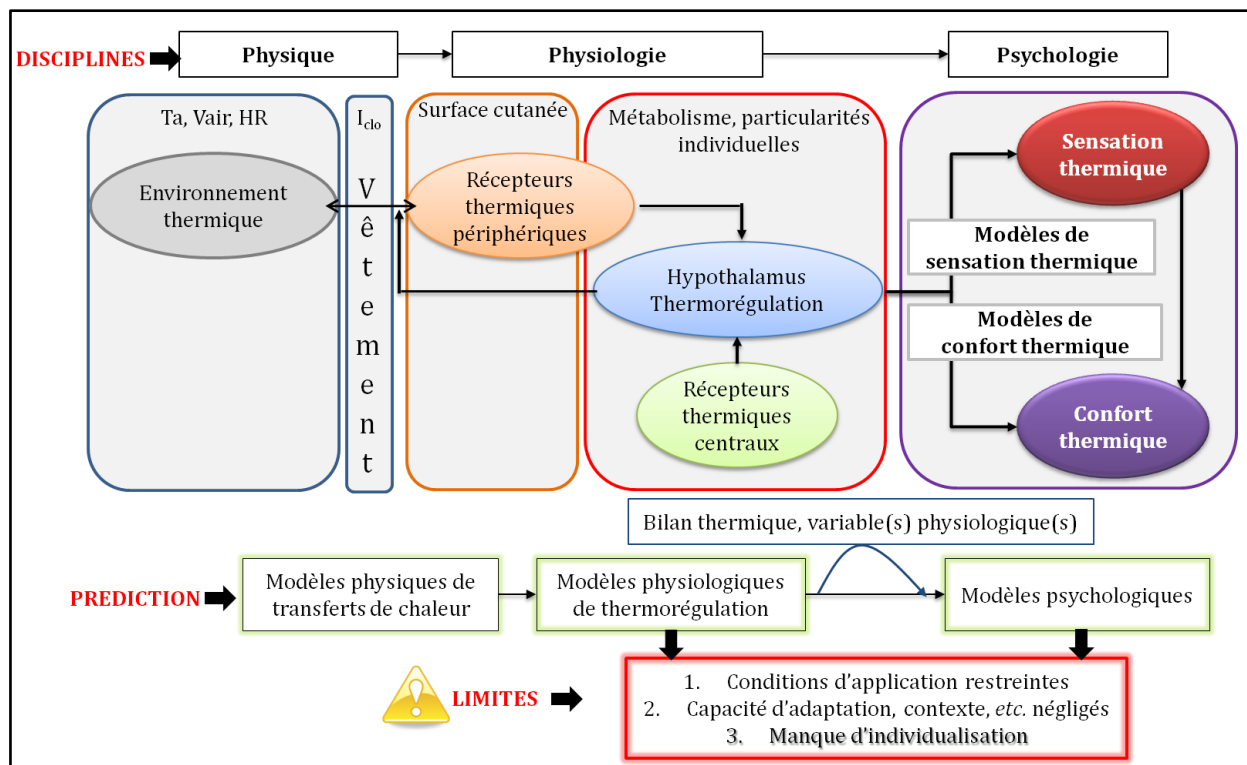 DISCIPLINES
Physique
Physiologie
Psychologie
Ta, Vair, HR
Environnement
thermique
I_clo
V
ê
t
e
m
e
n
t
Surface cutanée
Récepteurs
thermiques
périphériques
Métabolisme, particularités
individuelles
Hypothalamus
Thermorégulation
Récepteurs
thermiques
centraux
Sensation
thermique
Modèles de
sensation thermique
Modèles de
confort thermique
Confort
thermique
Bilan thermique, variable(s) physiologique(s)
PREDICTION
Modèles physiques de
transferts de chaleur
Modèles physiologiques
de thermorégulation
Modèles psychologiques
LIMITES
1. Conditions d'application restreintes
2. Capacité d'adaptation, contexte, etc. négligés
3. Manque d'individualisation